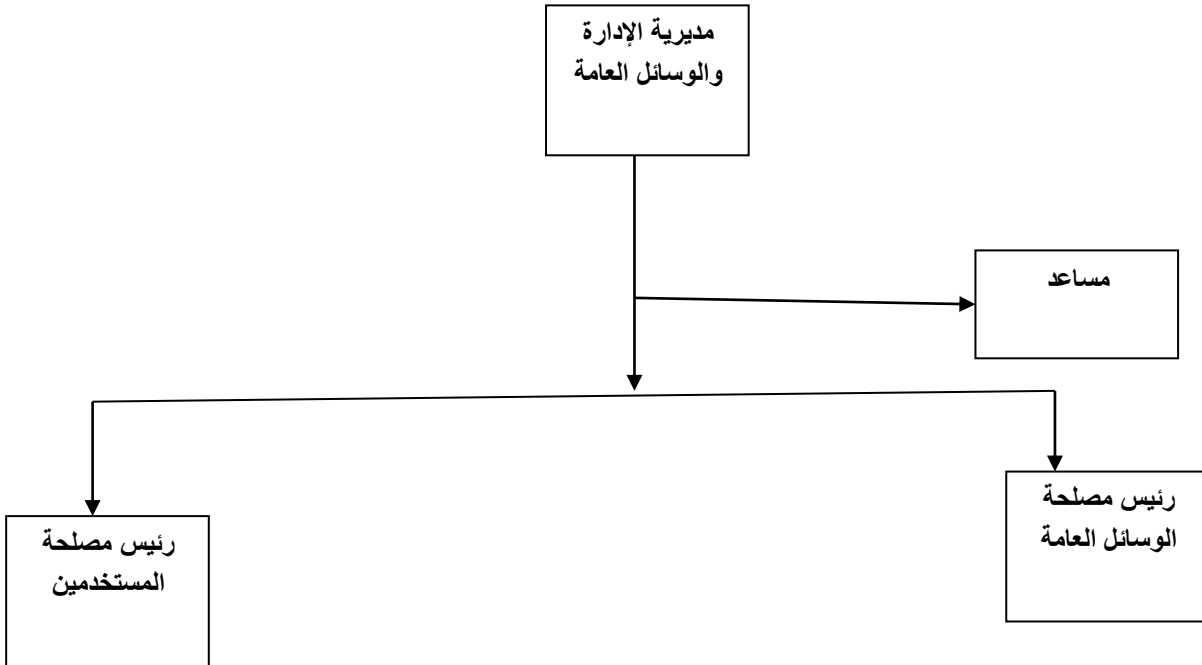 مديرية الإدارة
والوسائل العامة
مساعد
رئيس مصلحة
الوسائل العامة
رئيس مصلحة
المستخدمين